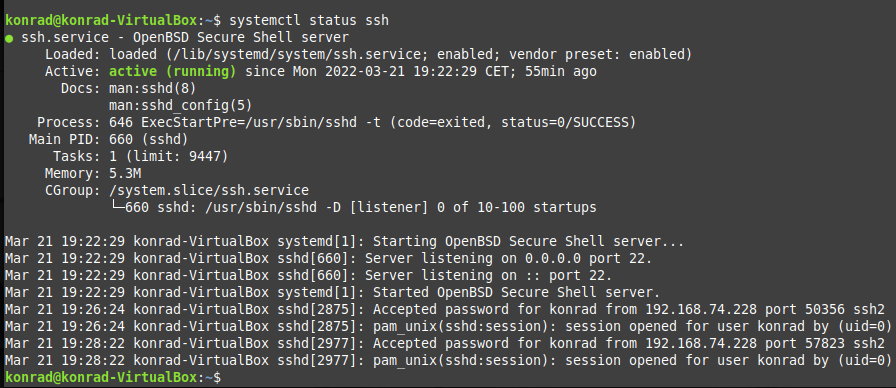 konrad@konrad-VirtualBox:~$ systemctl status ssh
● ssh.service - OpenBSD Secure Shell server
     Loaded: loaded (/lib/systemd/system/ssh.service; enabled; vendor preset: enabled)
     Active: active (running) since Mon 2022-03-21 19:22:29 CET; 55min ago
       Docs: man:sshd(8)
             man:sshd_config(5)
    Process: 646 ExecStartPre=/usr/sbin/sshd -t (code=exited, status=0/SUCCESS)
   Main PID: 660 (sshd)
      Tasks: 1 (limit: 9447)
     Memory: 5.3M
     CGroup: /system.slice/ssh.service
             └─660 sshd: /usr/sbin/sshd -D [listener] 0 of 10-100 startups

Mar 21 19:22:29 konrad-VirtualBox systemd[1]: Starting OpenBSD Secure Shell server...
Mar 21 19:22:29 konrad-VirtualBox sshd[660]: Server listening on 0.0.0.0 port 22.
Mar 21 19:22:29 konrad-VirtualBox sshd[660]: Server listening on :: port 22.
Mar 21 19:22:29 konrad-VirtualBox systemd[1]: Started OpenBSD Secure Shell server.
Mar 21 19:26:24 konrad-VirtualBox sshd[2875]: Accepted password for konrad from 192.168.74.228 port 50356 ssh2
Mar 21 19:26:24 konrad-VirtualBox sshd[2875]: pam_unix(sshd:session): session opened for user konrad by (uid=0)
Mar 21 19:28:22 konrad-VirtualBox sshd[2977]: Accepted password for konrad from 192.168.74.228 port 57823 ssh2
Mar 21 19:28:22 konrad-VirtualBox sshd[2977]: pam_unix(sshd:session): session opened for user konrad by (uid=0)
konrad@konrad-VirtualBox:~$